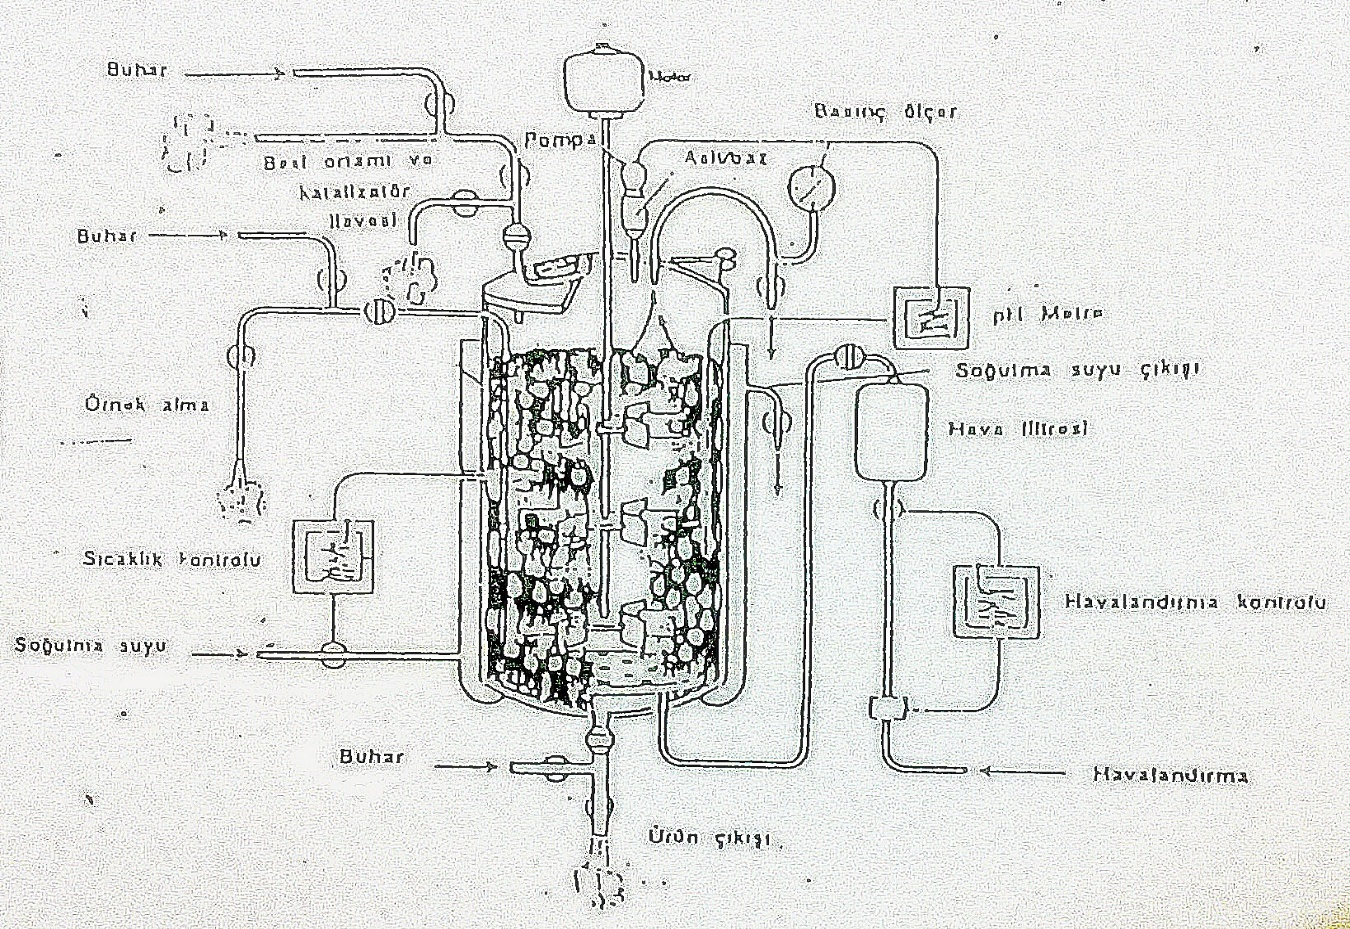 Buhar
Motor
Basınç ölçer
Pompa
Besi ortamı ve
katalizatör
ilavesi
Buhar
pH Metre
Soğutma suyu çıkışı
Örnek alma
Hava filtresi
Sıcaklık kontrolu
Havalandırma kontrolu
Soğutma suyu
Buhar
Havalandırma
Ürün çıkışı